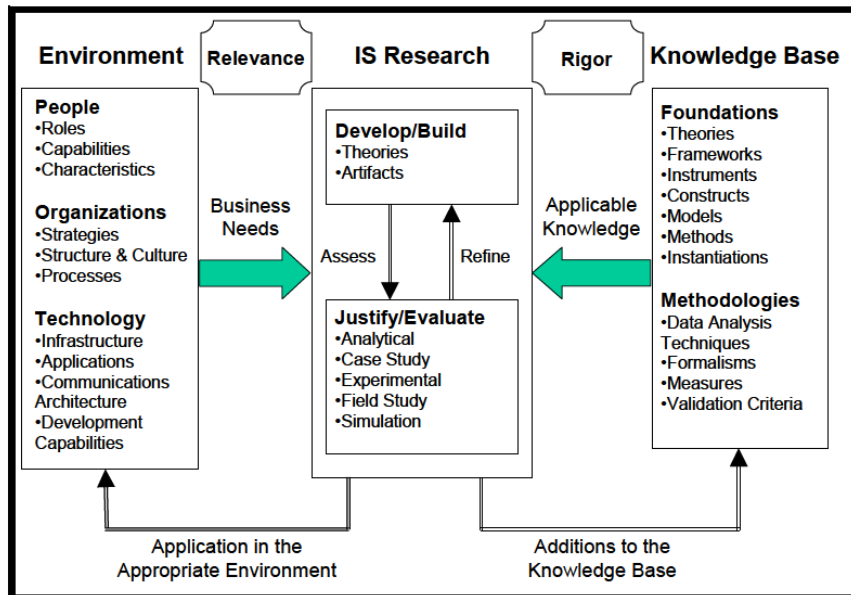 Environment
Relevance
IS Research
Rigor
Knowledge Base
People
•Roles
•Capabilities
•Characteristics
Organizations
•Strategies
•Structure & Culture
•Processes
Technology
•Infrastructure
•Applications
•Communications
Architecture
•Development
Capabilities
Business
Needs
Develop/Build
•Theories
•Artifacts
Assess
Refine
Justify/Evaluate
•Analytical
•Case Study
•Experimental
•Field Study
•Simulation
Applicable
Knowledge
Foundations
•Theories
•Frameworks
•Instruments
•Constructs
•Models
•Methods
•Instantiations
Methodologies
•Data Analysis
Techniques
•Formalisms
•Measures
•Validation Criteria
Application in the
Appropriate Environment
Additions to the
Knowledge Base